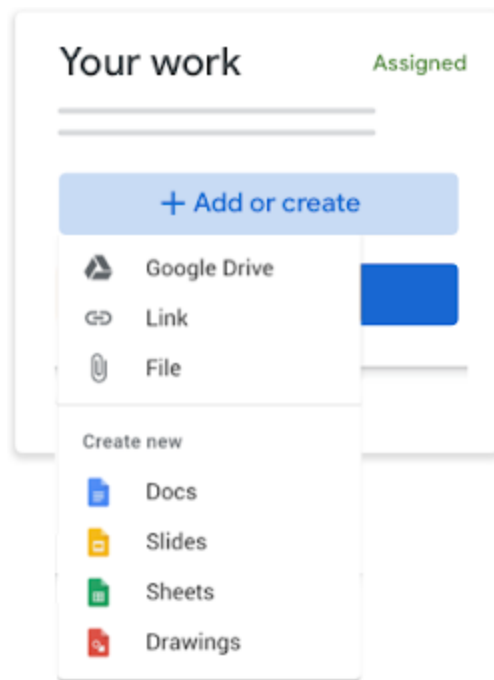 Your work
Assigned
+ Add or create
Google Drive
Link
File
Create new
Docs
Slides
Sheets
Drawings